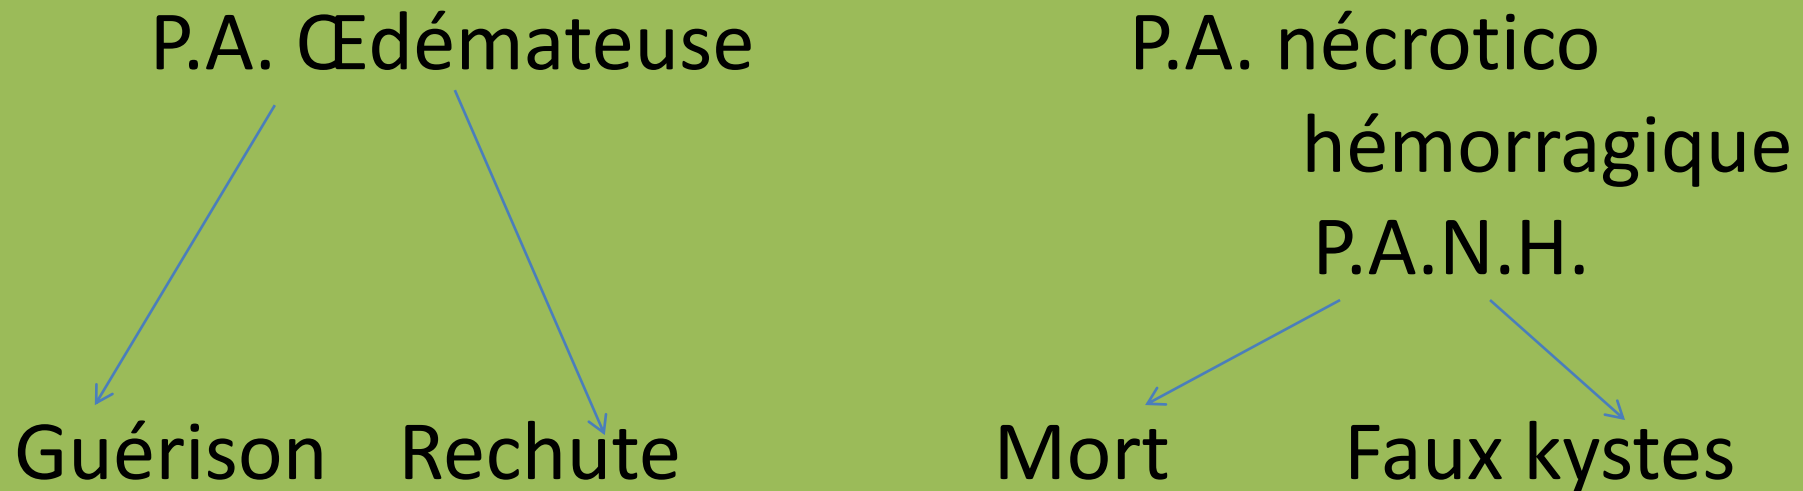 P.A. Œdémateuse
P.A. nécrotico
hémorragique
P.A.N.H.
Guérison
Rechute
Mort
Faux kystes